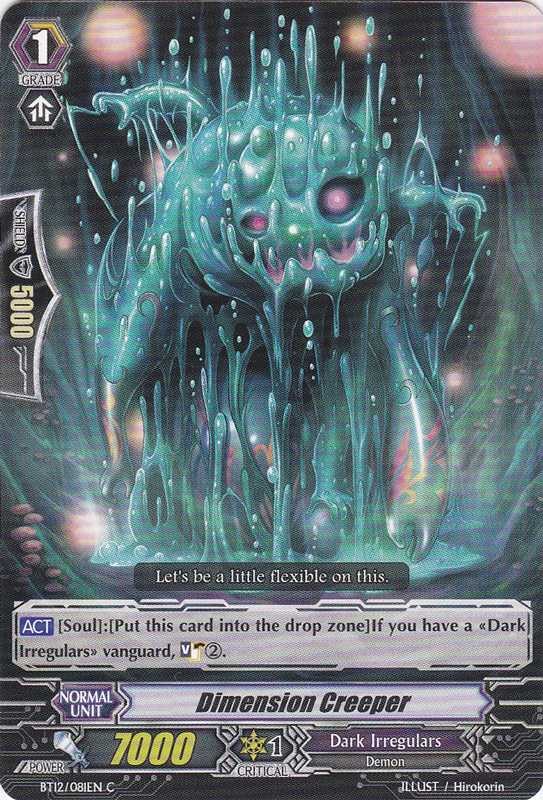 1
GRADE
SHIELD
5000
Let's be a little flexible on this.
ACT [Soul]:[Put this card into the drop zone]If you have a «Dark
Irregulars» vanguard, V②.
NORMAL
UNIT
Dimension Creeper
POWER
7000
1
CRITICAL
Dark Irregulars
Demon
BT12/081EN C
ILLUST / Hirokorin